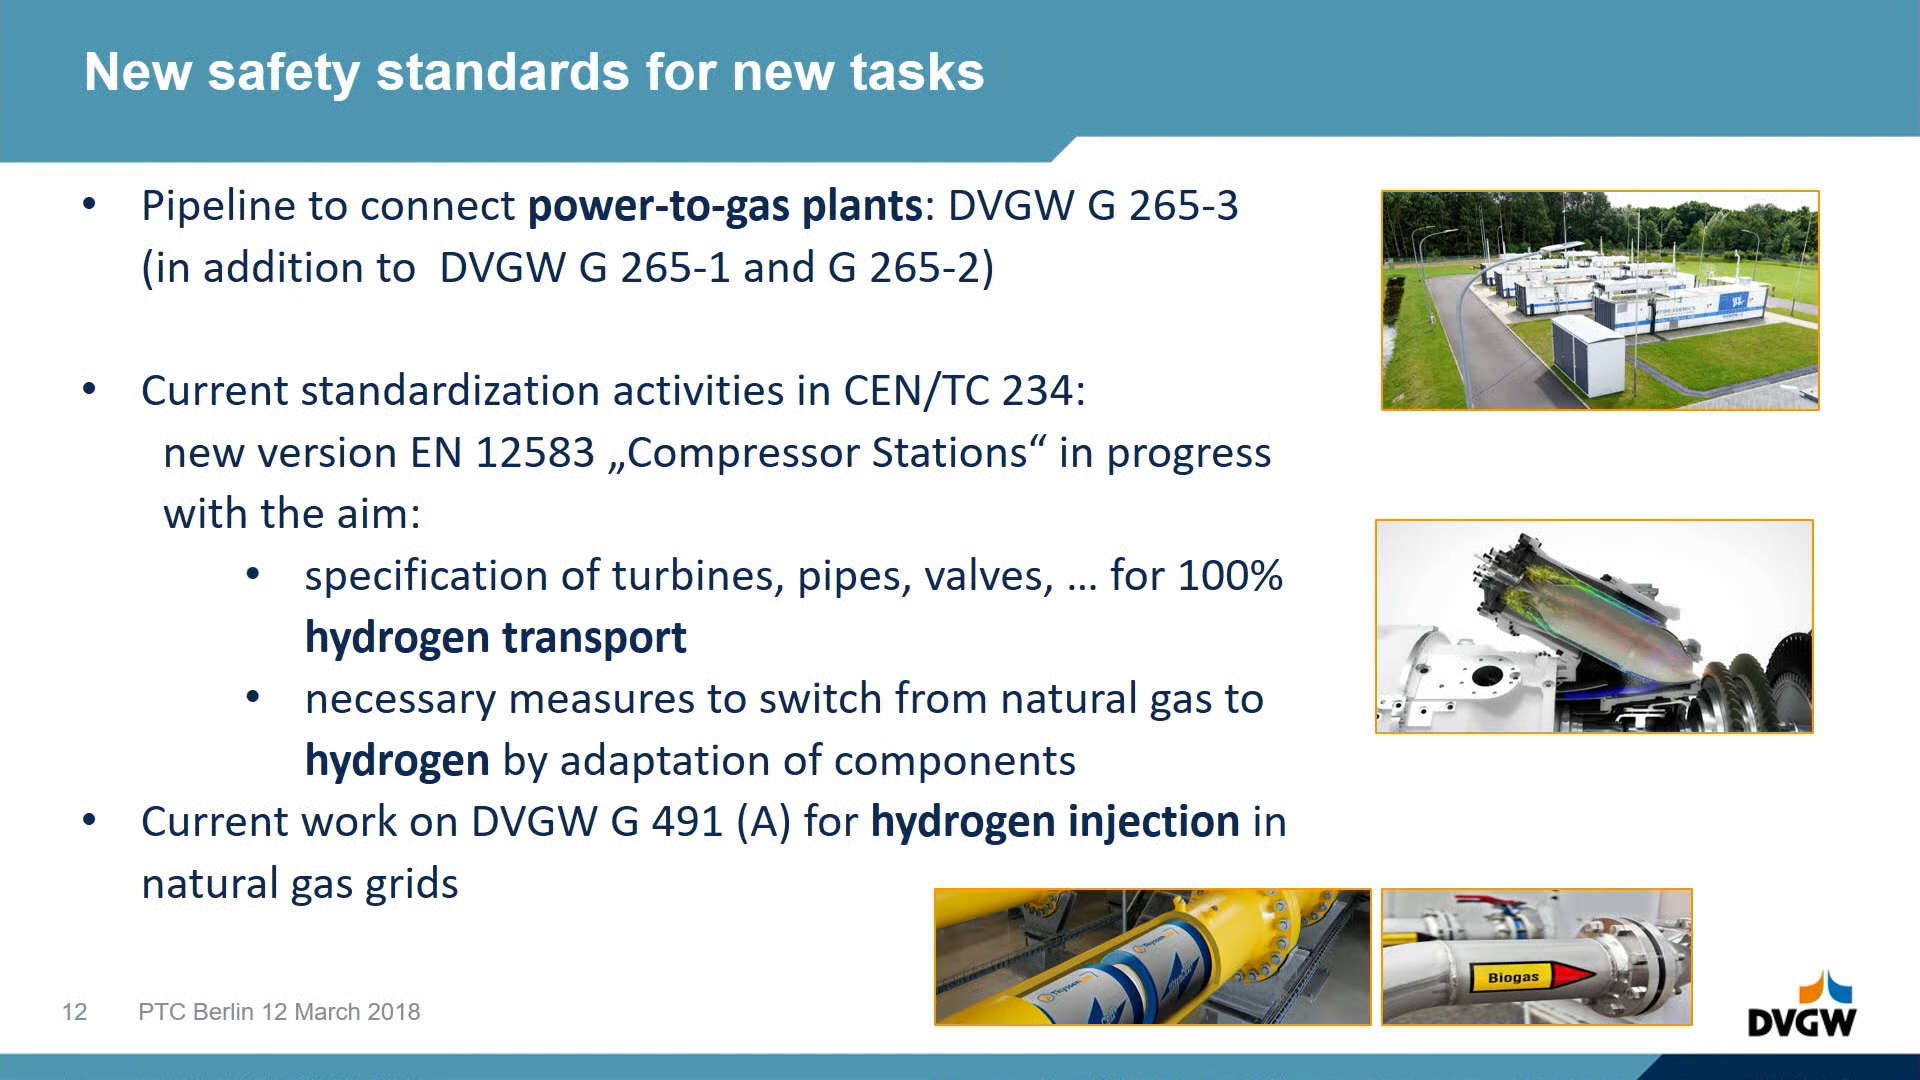 New safety standards for new tasks
• Pipeline to connect power-to-gas plants: DVGW G 265-3
(in addition to  DVGW G 265-1 and G 265-2)
• Current standardization activities in CEN/TC 234:
new version EN 12583 „Compressor Stations“ in progress
with the aim:
• specification of turbines, pipes, valves, … for 100%
hydrogen transport
• necessary measures to switch from natural gas to
hydrogen by adaptation of components
• Current work on DVGW G 491 (A) for hydrogen injection in
natural gas grids
Biogas
12 PTC Berlin 12 March 2018
DVGW